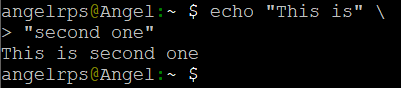 angelrps@Angel:~ $ echo "This is" \
> "second one"
This is second one
angelrps@Angel:~ $